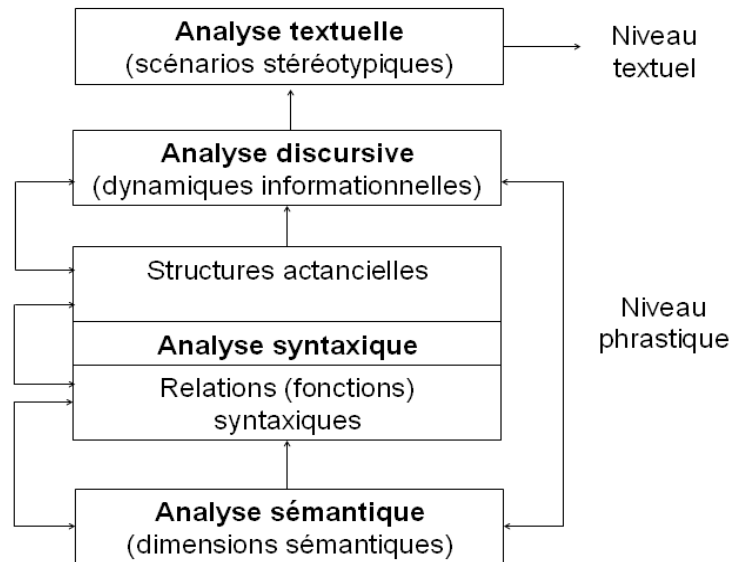 Analyse textuelle
(scénarios stéréotypiques)
Niveau
textuel
Analyse discursive
(dynamiques informationnelles)
Structures actancielles
Niveau
phrastique
Analyse syntaxique
Relations (fonctions)
syntaxiques
Analyse sémantique
(dimensions sémantiques)